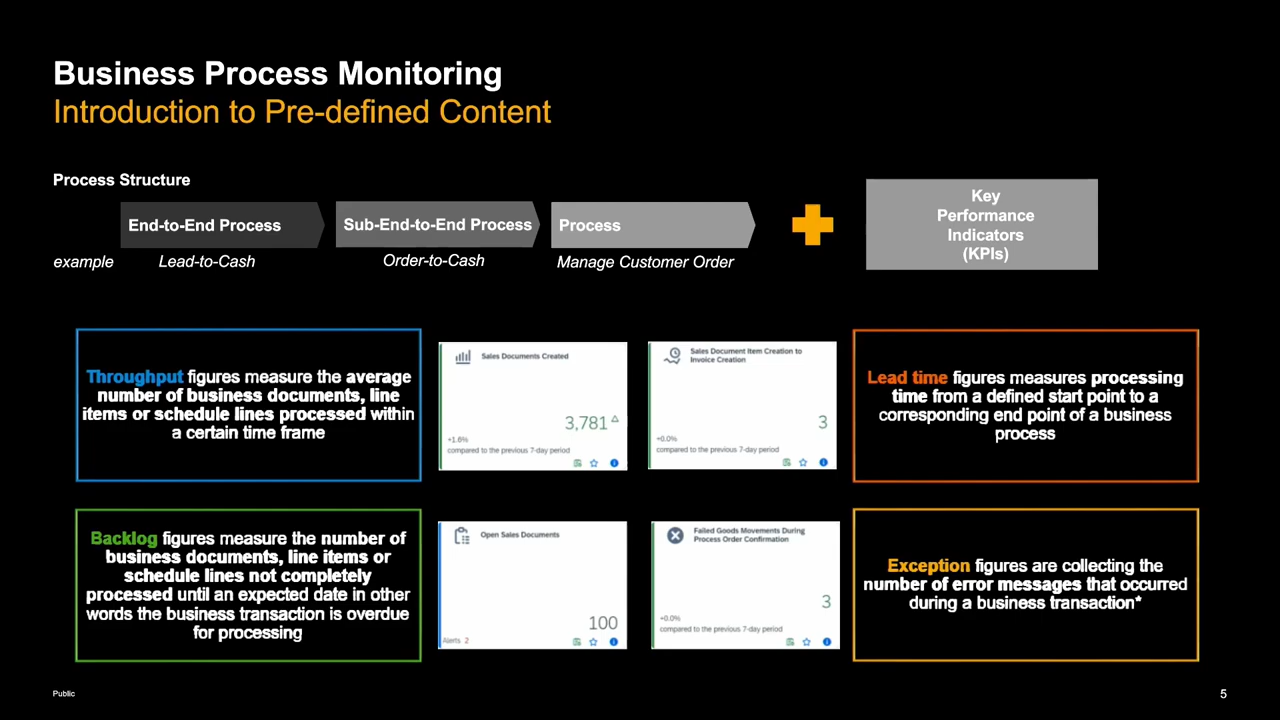 Business Process Monitoring
Introduction to Pre-defined Content
Process Structure
End-to-End Process
Sub-End-to-End Process
Process
Key
Performance
Indicators
(KPIs)
example
Lead-to-Cash
Order-to-Cash
Manage Customer Order
Throughput figures measure the average
number of business documents, line
items or schedule lines processed within
a certain time frame
Sales Documents Created
3,781
+1.6%
compared to the previous 7-day period
Sales Document Item Creation to
Invoice Creation
3
+0.0%
compared to the previous 7-day period
Lead time figures measures processing
time from a defined start point to a
corresponding end point of a business
process
Backlog figures measure the number of
business documents, line items or
schedule lines not completely
processed until an expected date in other
words the business transaction is overdue
for processing
Open Sales Documents
100
Alerts 2
Failed Goods Movements During
Process Order Confirmation
3
+0.0%
compared to the previous 7-day period
Exception figures are collecting the
number of error messages that occurred
during a business transaction*
Public
5